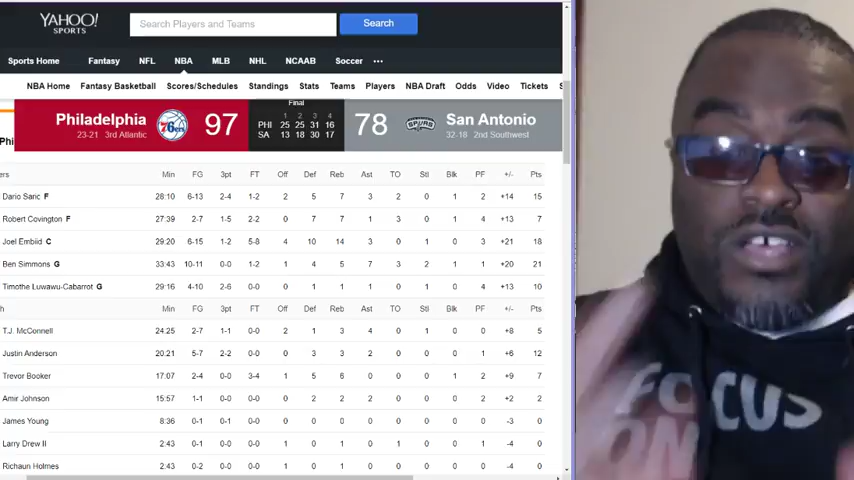 YAHOO!
SPORTS
Search Players and Teams
Search
Sports Home Fantasy NFL NBA MLB NHL NCAAB Soccer •••
NBA Home Fantasy Basketball Scores/Schedules Standings Stats Teams Players NBA Draft Odds Video Tickets
Philadelphia
23-21 3rd Atlantic
76ers
97
Final
1 2 3 4
PHI 25 25 31 16
SA 13 18 30 17
78
SPURS
San Antonio
32-18 2nd Southwest
Phi
ers Min FG 3pt FT Off Def Reb Ast TO Stl Blk PF +/- Pts
Dario Saric F 28:10 6-13 2-4 1-2 2 5 7 3 2 0 1 2 +14 15
Robert Covington F 27:39 2-7 1-5 2-2 0 7 7 1 3 0 1 4 +13 7
Joel Embiid C 29:20 6-15 1-2 5-8 4 10 14 3 0 1 0 3 +21 18
Ben Simmons G 33:43 10-11 0-0 1-2 1 4 5 7 3 2 1 1 +20 21
Timothe Luwawu-Cabarrot G 29:16 4-10 2-6 0-0 0 1 1 1 0 1 0 4 +13 10
h Min FG 3pt FT Off Def Reb Ast TO Stl Blk PF +/- Pts
T.J. McConnell 24:25 2-7 1-1 0-0 2 1 3 4 0 1 0 0 +8 5
Justin Anderson 20:21 5-7 2-2 0-0 0 3 3 2 0 0 0 1 +6 12
Trevor Booker 17:07 2-4 0-0 3-4 1 5 6 0 0 0 1 2 +9 7
Amir Johnson 15:57 1-1 0-0 0-0 0 2 2 2 0 0 0 2 +2 2
James Young 8:36 0-1 0-1 0-0 0 0 0 0 0 0 0 1 -3 0
Larry Drew II 2:43 0-1 0-0 0-0 1 0 1 0 1 0 0 0 -4 0
Richaun Holmes 2:43 0-2 0-0 0-0 1 0 1 0 0 0 0 0 -4 0
FOCUS
ON